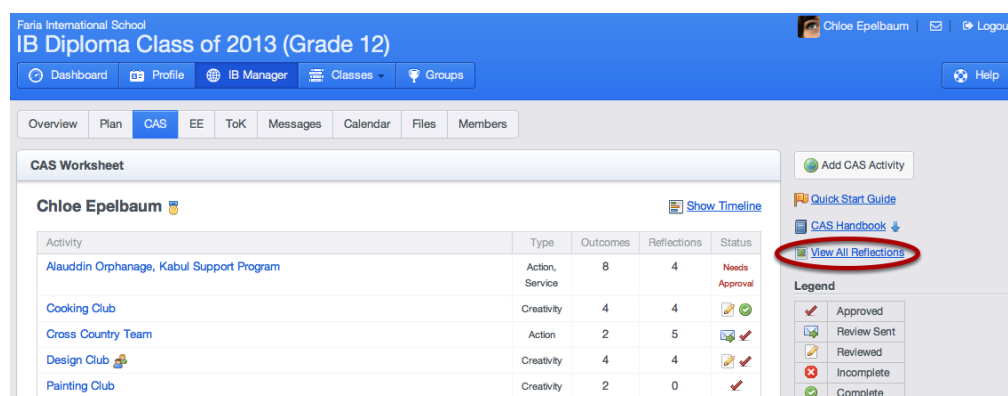 Faria International School
Chloe Epelbaum
Logou
IB Diploma Class of 2013 (Grade 12)
Dashboard Profile IB Manager Classes Groups Help
Overview Plan CAS EE ToK Messages Calendar Files Members
CAS Worksheet
Add CAS Activity
Chloe Epelbaum
Show Timeline
Quick Start Guide
CAS Handbook
View All Reflections
Activity Type Outcomes Reflections Status
Alauddin Orphanage, Kabul Support Program Action, 8 4 Needs
Service Approval
Cooking Club Creativity 4 4
Cross Country Team Action 2 5
Design Club Creativity 4 4
Painting Club Creativity 2 0
Legend
Approved
Review Sent
Reviewed
Incomplete
Complete